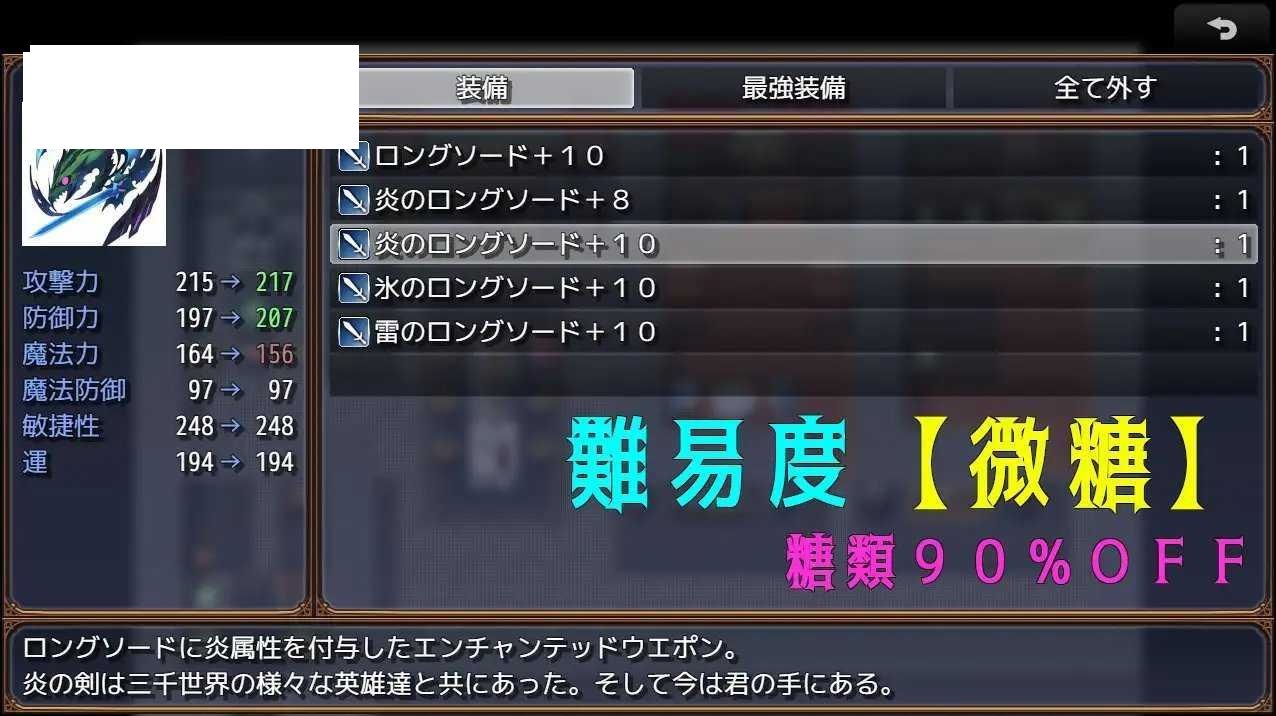 装備 最強装備 全て外す
ロングソード＋１０ : 1
炎のロングソード＋８ : 1
炎のロングソード＋１０ : 1
氷のロングソード＋１０ : 1
雷のロングソード＋１０ : 1
攻撃力 215→ 217
防御力 197→ 207
魔法力 164→ 156
魔法防御 97→ 97
敏捷性 248→ 248
運 194→ 194
難易度【微糖】
糖類９０％ＯＦＦ
ロングソードに炎属性を付与したエンチャンテッドウエポン。
炎の剣は三千世界の様々な英雄達と共にあった。そして今は君の手にある。